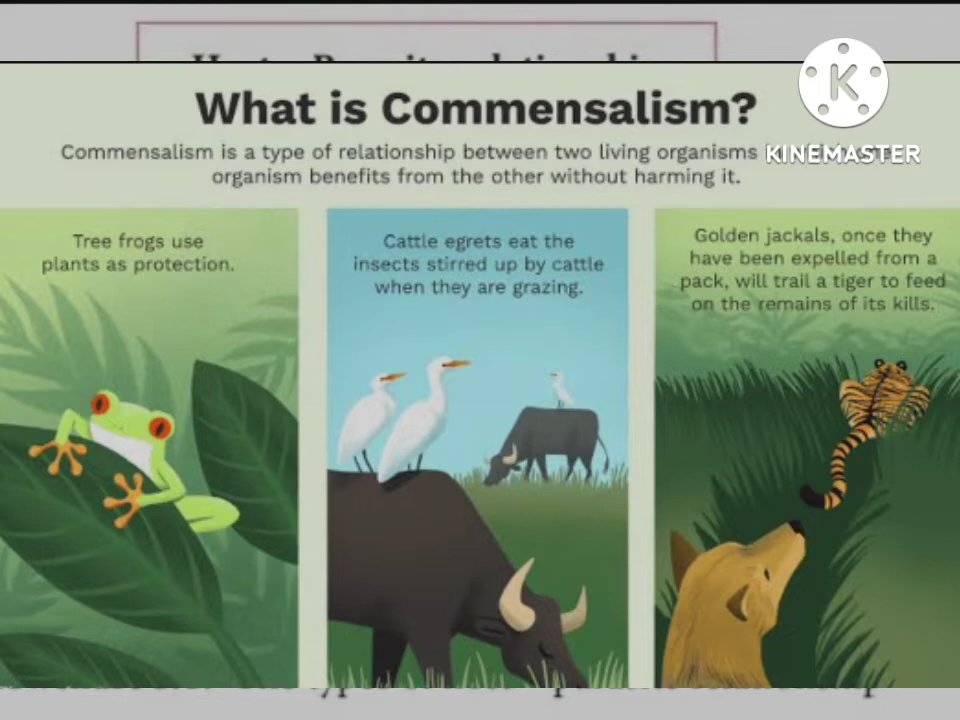 What is Commensalism?
Commensalism is a type of relationship between two living organisms
organism benefits from the other without harming it.
Tree frogs use
plants as protection.
Cattle egrets eat the
insects stirred up by cattle
when they are grazing.
Golden jackals, once they
have been expelled from a
pack, will trail a tiger to feed
on the remains of its kills.
K
KINEMASTER